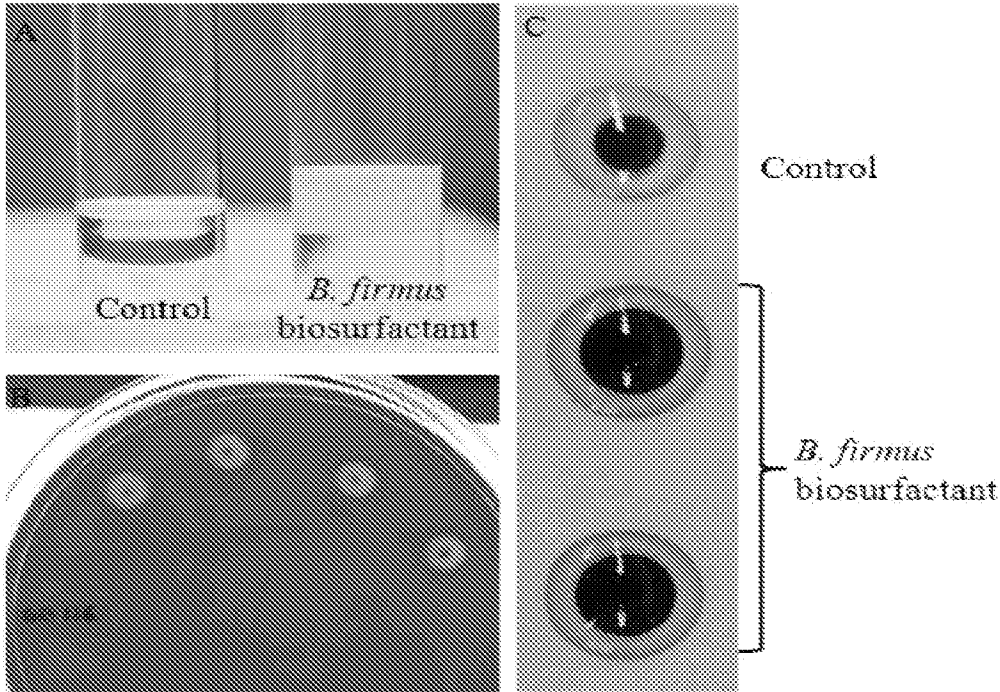 A
Control
B. firmus
biosurfactant
B
C
Control
B. firmus
biosurfactant